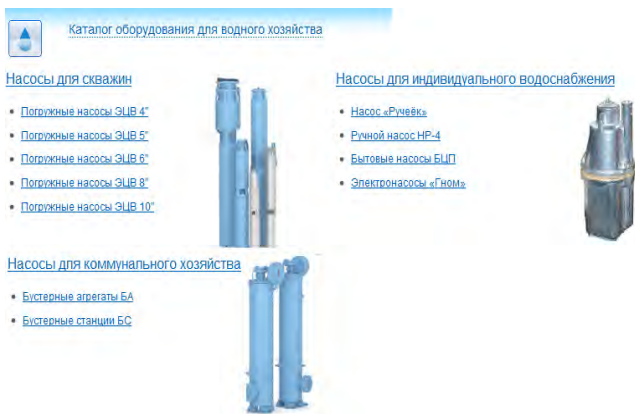 Каталог оборудования для водного хозяйства
Насосы для скважин
Погружные насосы ЭЦВ 4"
Погружные насосы ЭЦВ 5"
Погружные насосы ЭЦВ 6"
Погружные насосы ЭЦВ 8"
Погружные насосы ЭЦВ 10"
Насосы для индивидуального водоснабжения
Насос «Ручеёк»
Ручной насос НР-4
Бытовые насосы БЦП
Электронасосы «Гном»
Насосы для коммунального хозяйства
Бустерные агрегаты БА
Бустерные станции БС